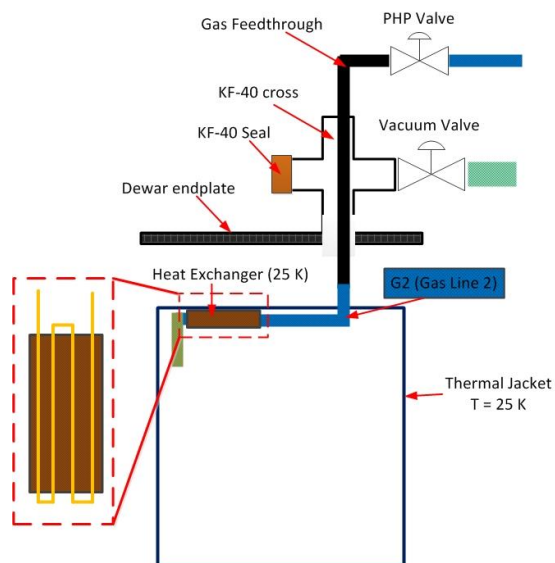 PHP Valve
Gas Feedthrough
KF-40 cross
Vacuum Valve
KF-40 Seal
Dewar endplate
Heat Exchanger (25 K)
G2 (Gas Line 2)
Thermal Jacket
T = 25 K